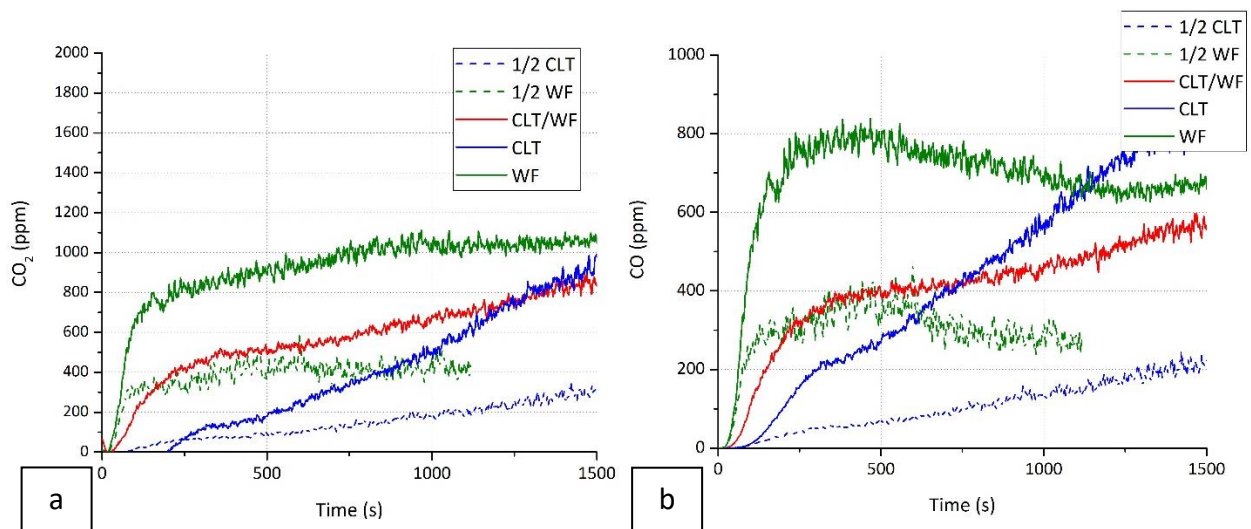 2000
1800
1600
1400
1200
1000
800
600
400
200
0
CO2 (ppm)
1/2 CLT
1/2 WF
CLT/WF
CLT
WF
0
500
1000
1500
Time (s)
a
1000
800
600
400
200
0
CO (ppm)
1/2 CLT
1/2 WF
CLT/WF
CLT
WF
0
500
1000
1500
Time (s)
b